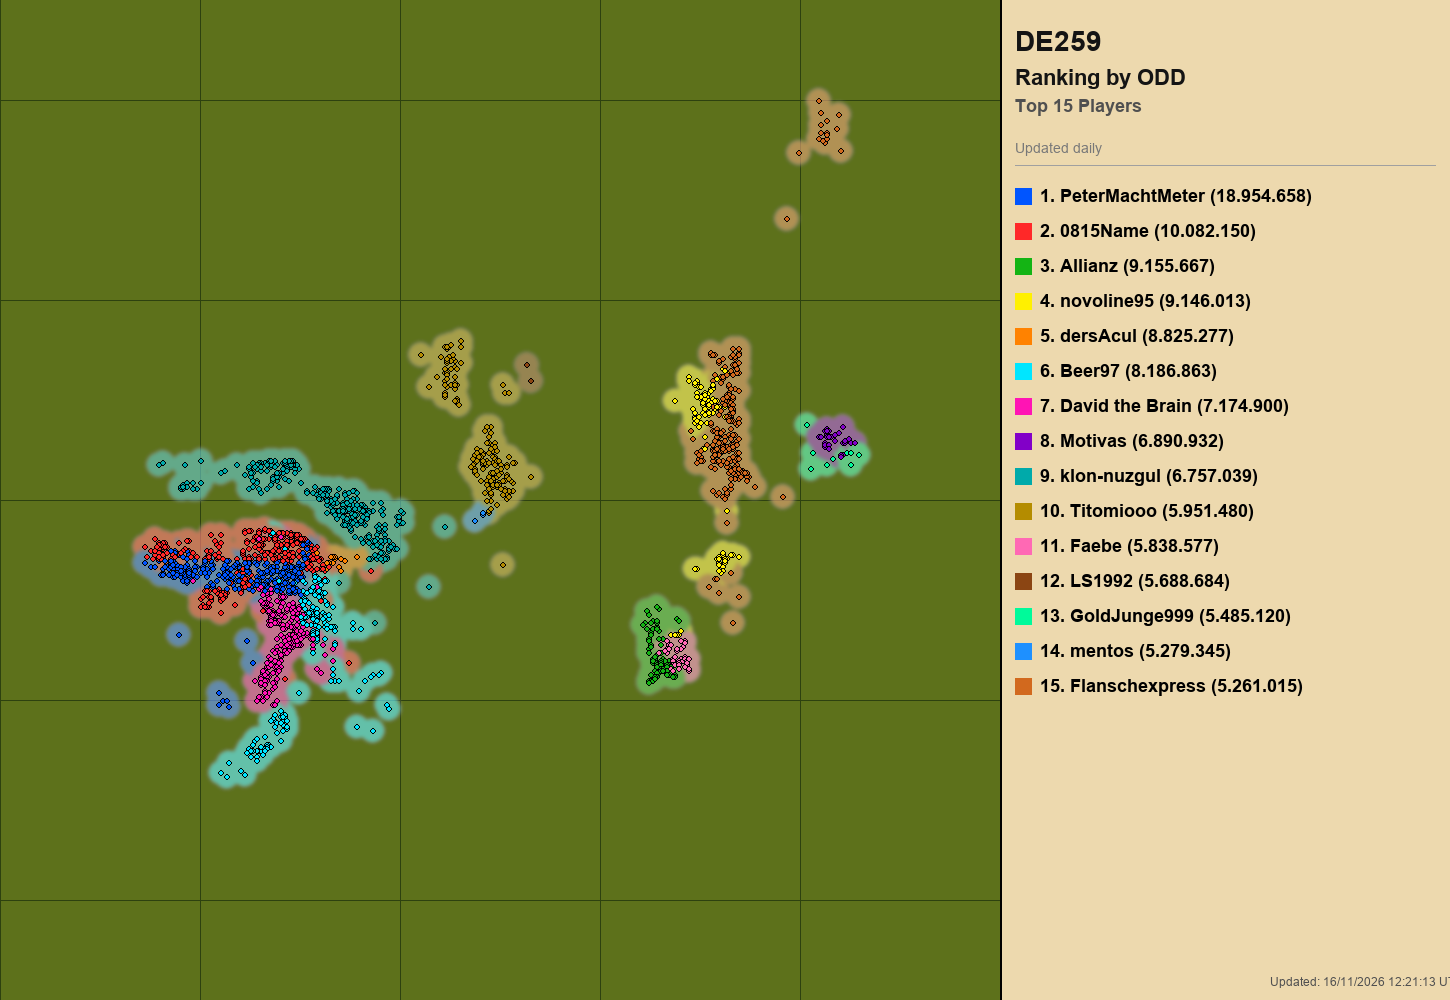 DE259
Ranking by ODD
Top 15 Players
Updated daily
1. PeterMachtMeter (18.954.658)
2. 0815Name (10.082.150)
3. Allianz (9.155.667)
4. novoline95 (9.146.013)
5. dersAcul (8.825.277)
6. Beer97 (8.186.863)
7. David the Brain (7.174.900)
8. Motivas (6.890.932)
9. klon-nuzgul (6.757.039)
10. Titomiooo (5.951.480)
11. Faebe (5.838.577)
12. LS1992 (5.688.684)
13. GoldJunge999 (5.485.120)
14. mentos (5.279.345)
15. Flanschexpress (5.261.015)
Updated: 16/11/2026 12:21:13